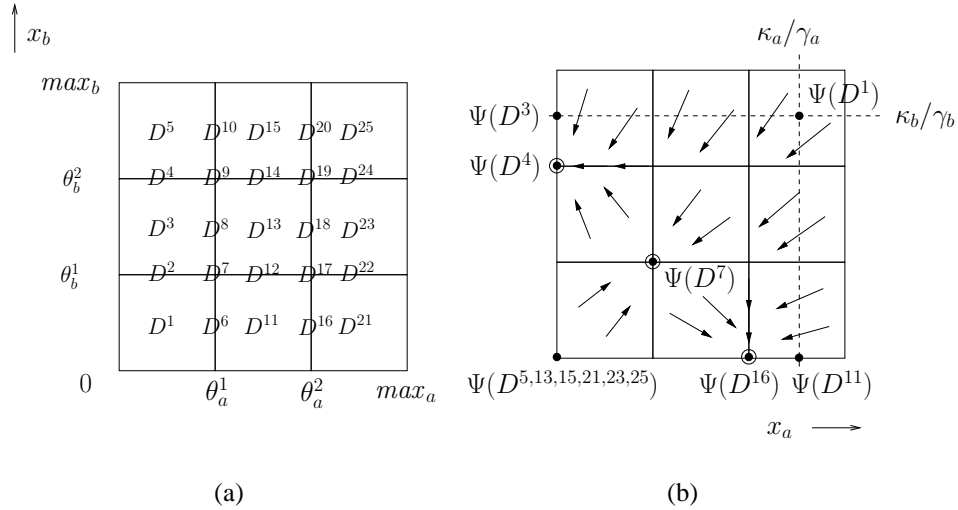 x_b
max_b
D^5 D^10 D^15 D^20 D^25
θ_b^2
D^4 D^9 D^14 D^19 D^24
D^3 D^8 D^13 D^18 D^23
θ_b^1
D^2 D^7 D^12 D^17 D^22
D^1 D^6 D^11 D^16 D^21
0
θ_a^1 θ_a^2 max_a
(a)
κ_a/γ_a
Ψ(D^3) Ψ(D^1)
κ_b/γ_b
Ψ(D^4)
Ψ(D^7)
Ψ(D^{5,13,15,21,23,25}) Ψ(D^16) Ψ(D^11)
x_a
(b)